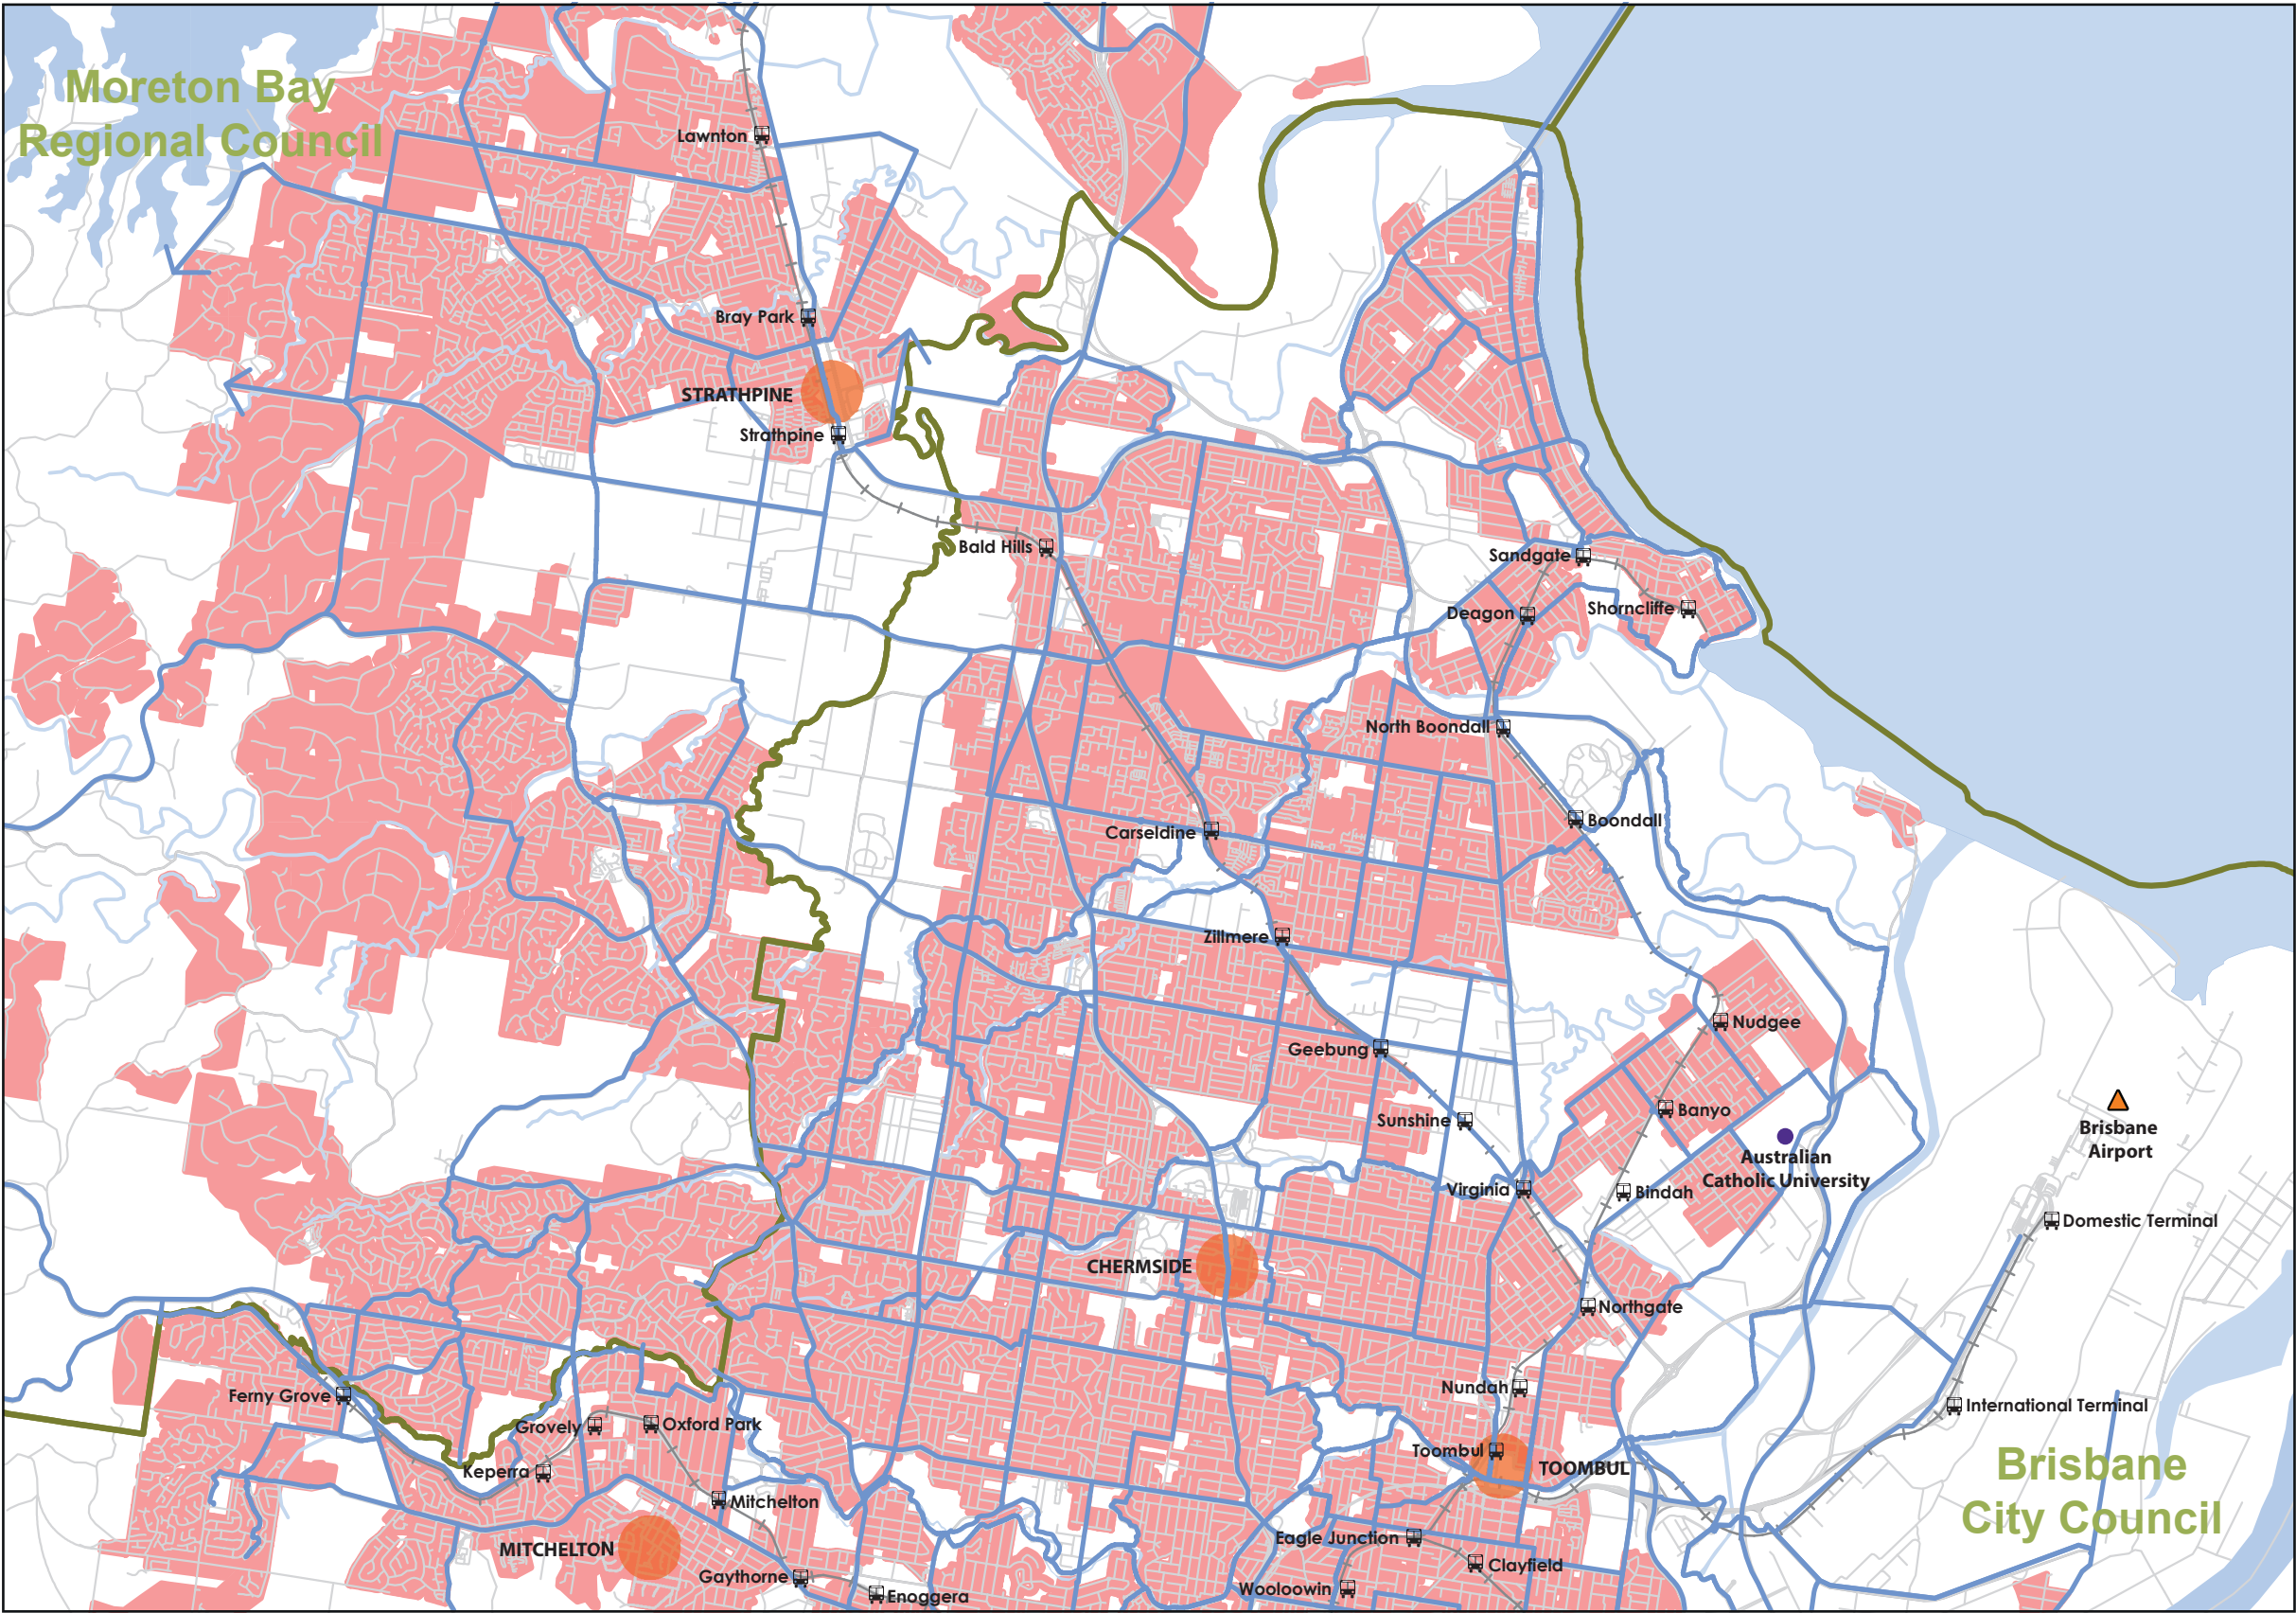 Moreton Bay
Regional Council
Lawnton
Bray Park
STRATHPINE
Strathpine
Bald Hills
Sandgate
Deagon
Shorncliffe
North Boondall
Boondall
Carseldine
Zillmere
Nudgee
Geebung
Banyo
Sunshine
Brisbane
Airport
Australian
Catholic University
Virginia
Bindah
Domestic Terminal
CHERMSIDE
Northgate
Nundah
Ferny Grove
International Terminal
Grovely
Oxford Park
Toombul
TOOMBUL
Keperra
Brisbane
City Council
Mitchelton
Eagle Junction
MITCHELTON
Clayfield
Gaythorne
Wooloowin
Enoggera